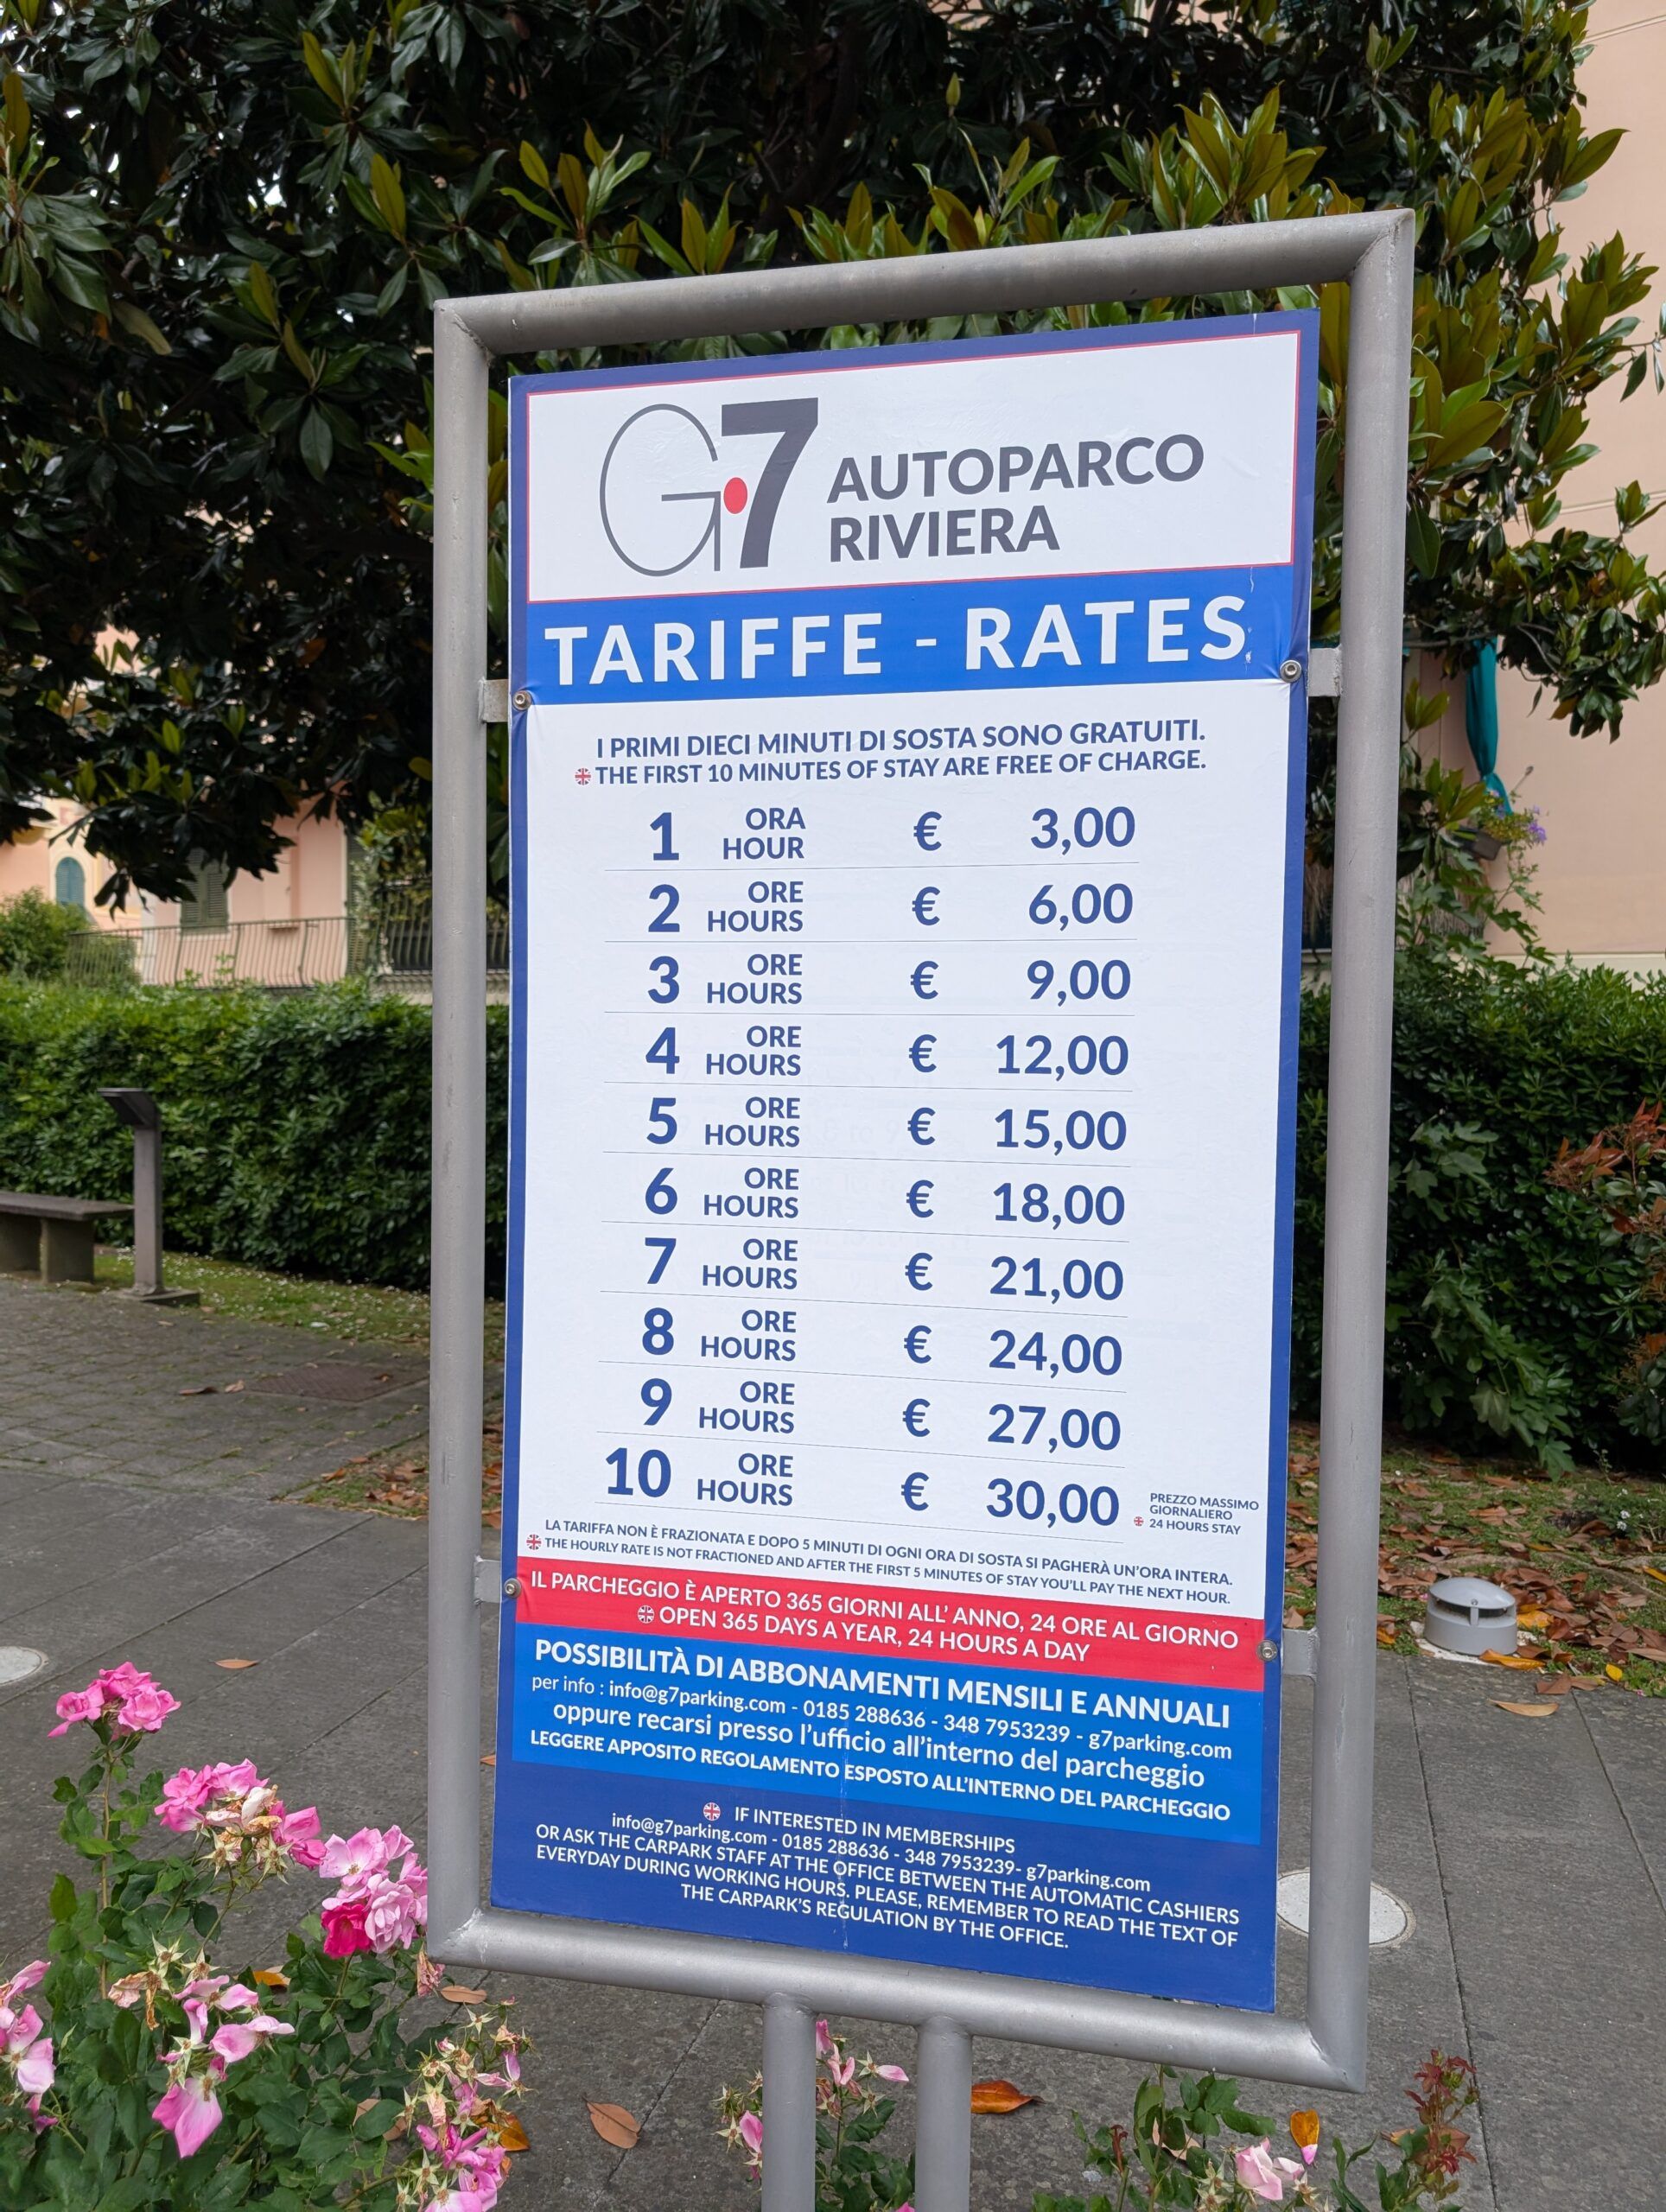 G.7 AUTOPARCO
RIVIERA
TARIFFE - RATES
I PRIMI DIECI MINUTI DI SOSTA SONO GRATUITI.
THE FIRST 10 MINUTES OF STAY ARE FREE OF CHARGE.
1 ORA HOUR € 3,00
2 ORE HOURS € 6,00
3 ORE HOURS € 9,00
4 ORE HOURS € 12,00
5 ORE HOURS € 15,00
6 ORE HOURS € 18,00
7 ORE HOURS € 21,00
8 ORE HOURS € 24,00
9 ORE HOURS € 27,00
10 ORE HOURS € 30,00
PREZZO MASSIMO
GIORNALIERO
24 HOURS STAY
LA TARIFFA NON È FRAZIONATA E DOPO 5 MINUTI DI OGNI ORA DI SOSTA SI PAGHERÀ UN'ORA INTERA.
THE HOURLY RATE IS NOT FRACTIONED AND AFTER THE FIRST 5 MINUTES OF STAY YOU'LL PAY THE NEXT HOUR.
IL PARCHEGGIO È APERTO 365 GIORNI ALL' ANNO, 24 ORE AL GIORNO
OPEN 365 DAYS A YEAR, 24 HOURS A DAY
POSSIBILITÀ DI ABBONAMENTI MENSILI E ANNUALI
per info : info@g7parking.com - 0185 288636 - 348 7953239 - g7parking.com
oppure recarsi presso l'ufficio all'interno del parcheggio
LEGGERE APPOSITO REGOLAMENTO ESPOSTO ALL'INTERNO DEL PARCHEGGIO
IF INTERESTED IN MEMBERSHIPS
info@g7parking.com - 0185 288636 - 348 7953239- g7parking.com
OR ASK THE CARPARK STAFF AT THE OFFICE BETWEEN THE AUTOMATIC CASHIERS
EVERYDAY DURING WORKING HOURS. PLEASE, REMEMBER TO READ THE TEXT OF
THE CARPARK'S REGULATION BY THE OFFICE.